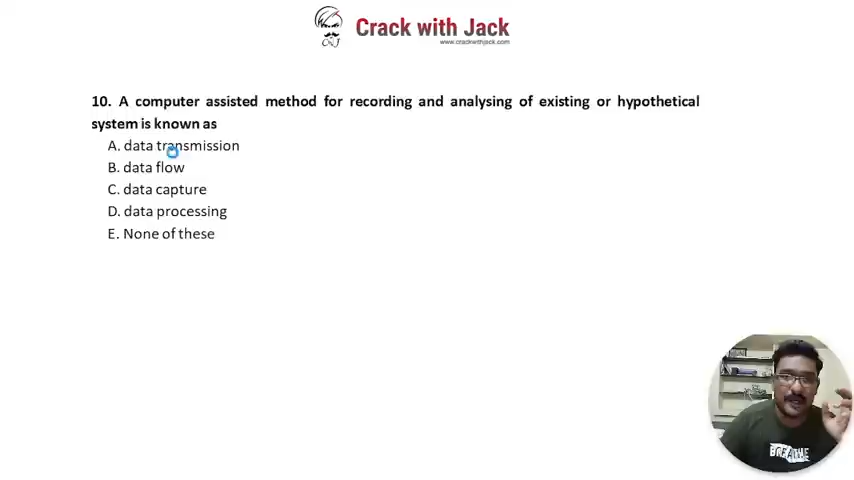 Crack with Jack
www.crackwithjack.com
10. A computer assisted method for recording and analysing of existing or hypothetical
system is known as
A. data transmission
B. data flow
C. data capture
D. data processing
E. None of these
BREATHE